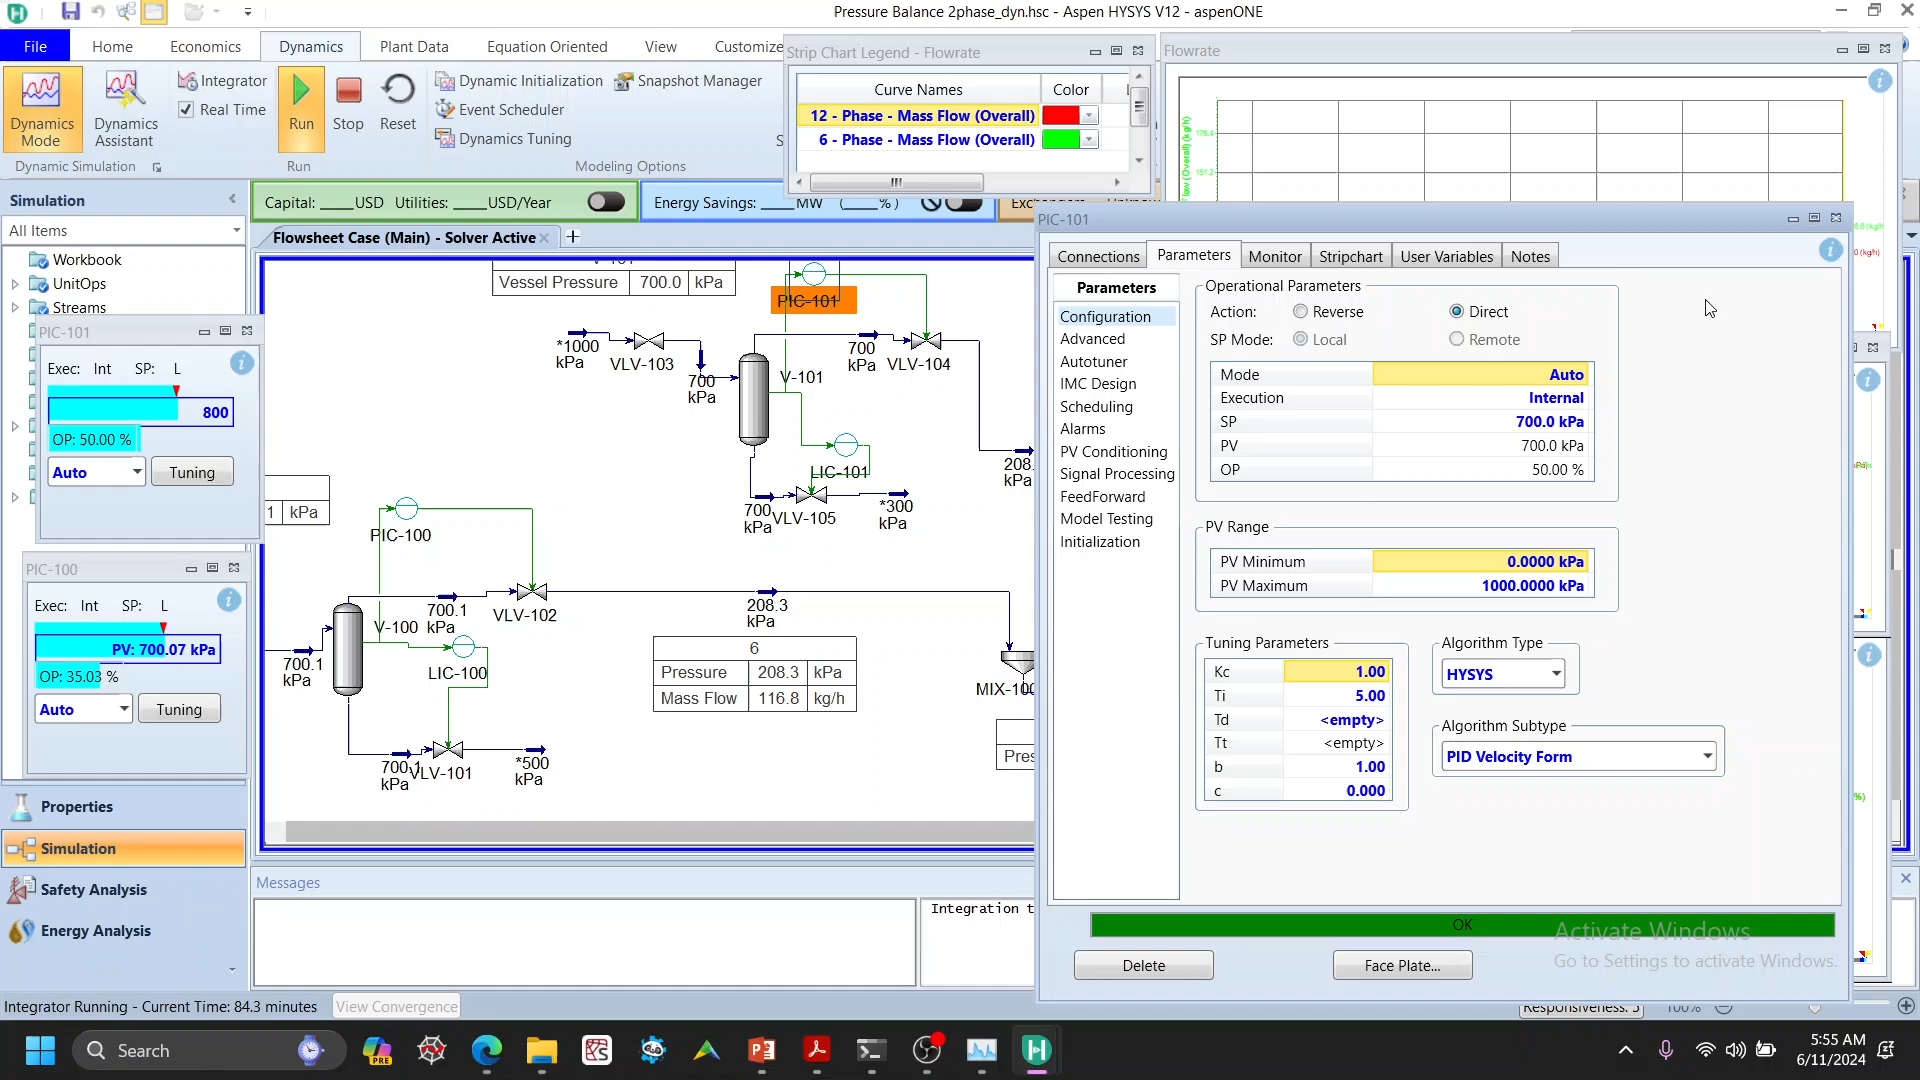 Pressure Balance 2phase_dyn.hsc - Aspen HYSYS V12 - aspenONE
File
Home
Economics
Dynamics
Plant Data
Equation Oriented
View
Customize
Dynamics Mode
Dynamics Assistant
Integrator
Real Time
Run
Stop
Reset
Dynamic Initialization
Snapshot Manager
Event Scheduler
Dynamics Tuning
Dynamic Simulation
Run
Modeling Options
Strip Chart Legend - Flowrate
Curve Names
Color
12 - Phase - Mass Flow (Overall)
6 - Phase - Mass Flow (Overall)
Flowrate
176.4
151.2
Flow (Overall) (kg/h)
Simulation
All Items
Workbook
UnitOps
Streams
Capital: ____USD Utilities: ____USD/Year
Energy Savings: ____MW (____%)
Flowsheet Case (Main) - Solver Active
PIC-101
Exec: Int SP: L
800
OP: 50.00 %
Auto
Tuning
PIC-100
Exec: Int SP: L
PV: 700.07 kPa
OP: 35.03 %
Auto
Tuning
Vessel Pressure 700.0 kPa
PIC-101
*1000 kPa
VLV-103
700 kPa
V-101
700 kPa
VLV-104
LIC-101
208.
kPa
700 kPa
VLV-105
*300 kPa
1 kPa
PIC-100
V-100
700.1 kPa
VLV-102
700.1 kPa
LIC-100
208.3 kPa
6
Pressure 208.3 kPa
Mass Flow 116.8 kg/h
MIX-100
Pres
700.1 kPa
VLV-101
*500 kPa
Properties
Simulation
Safety Analysis
Energy Analysis
Messages
Integration t
PIC-101
Connections
Parameters
Monitor
Stripchart
User Variables
Notes
Parameters
Configuration
Advanced
Autotuner
IMC Design
Scheduling
Alarms
PV Conditioning
Signal Processing
FeedForward
Model Testing
Initialization
Operational Parameters
Action: Reverse Direct
SP Mode: Local Remote
Mode Auto
Execution Internal
SP 700.0 kPa
PV 700.0 kPa
OP 50.00 %
PV Range
PV Minimum 0.0000 kPa
PV Maximum 1000.0000 kPa
Tuning Parameters
Kc 1.00
Ti 5.00
Td <empty>
Tt <empty>
b 1.00
c 0.000
Algorithm Type
HYSYS
Algorithm Subtype
PID Velocity Form
OK
Delete
Face Plate...
Activate Windows
Go to Settings to activate Windows.
Integrator Running - Current Time: 84.3 minutes
View Convergence
Responsiveness: 5
100%
Search
PRE
5:55 AM
6/11/2024